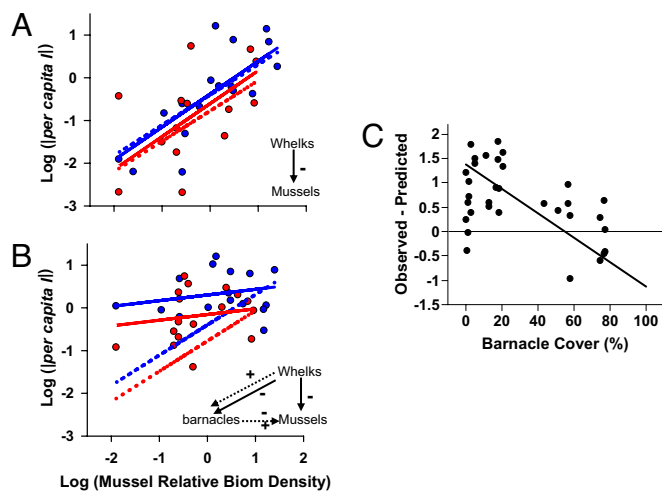 A
Log (|per capita I|)
1
0
-1
-2
-3
Whelks
-
Mussels
B
Log (|per capita I|)
1
0
-1
-2
-3
+ Whelks
- -
-
barnacles Mussels
+
-2 -1 0 1 2
Log (Mussel Relative Biom Density)
C
Observed - Predicted
2
1.5
1
0.5
0
-0.5
-1
-1.5
0 20 40 60 80 100
Barnacle Cover (%)